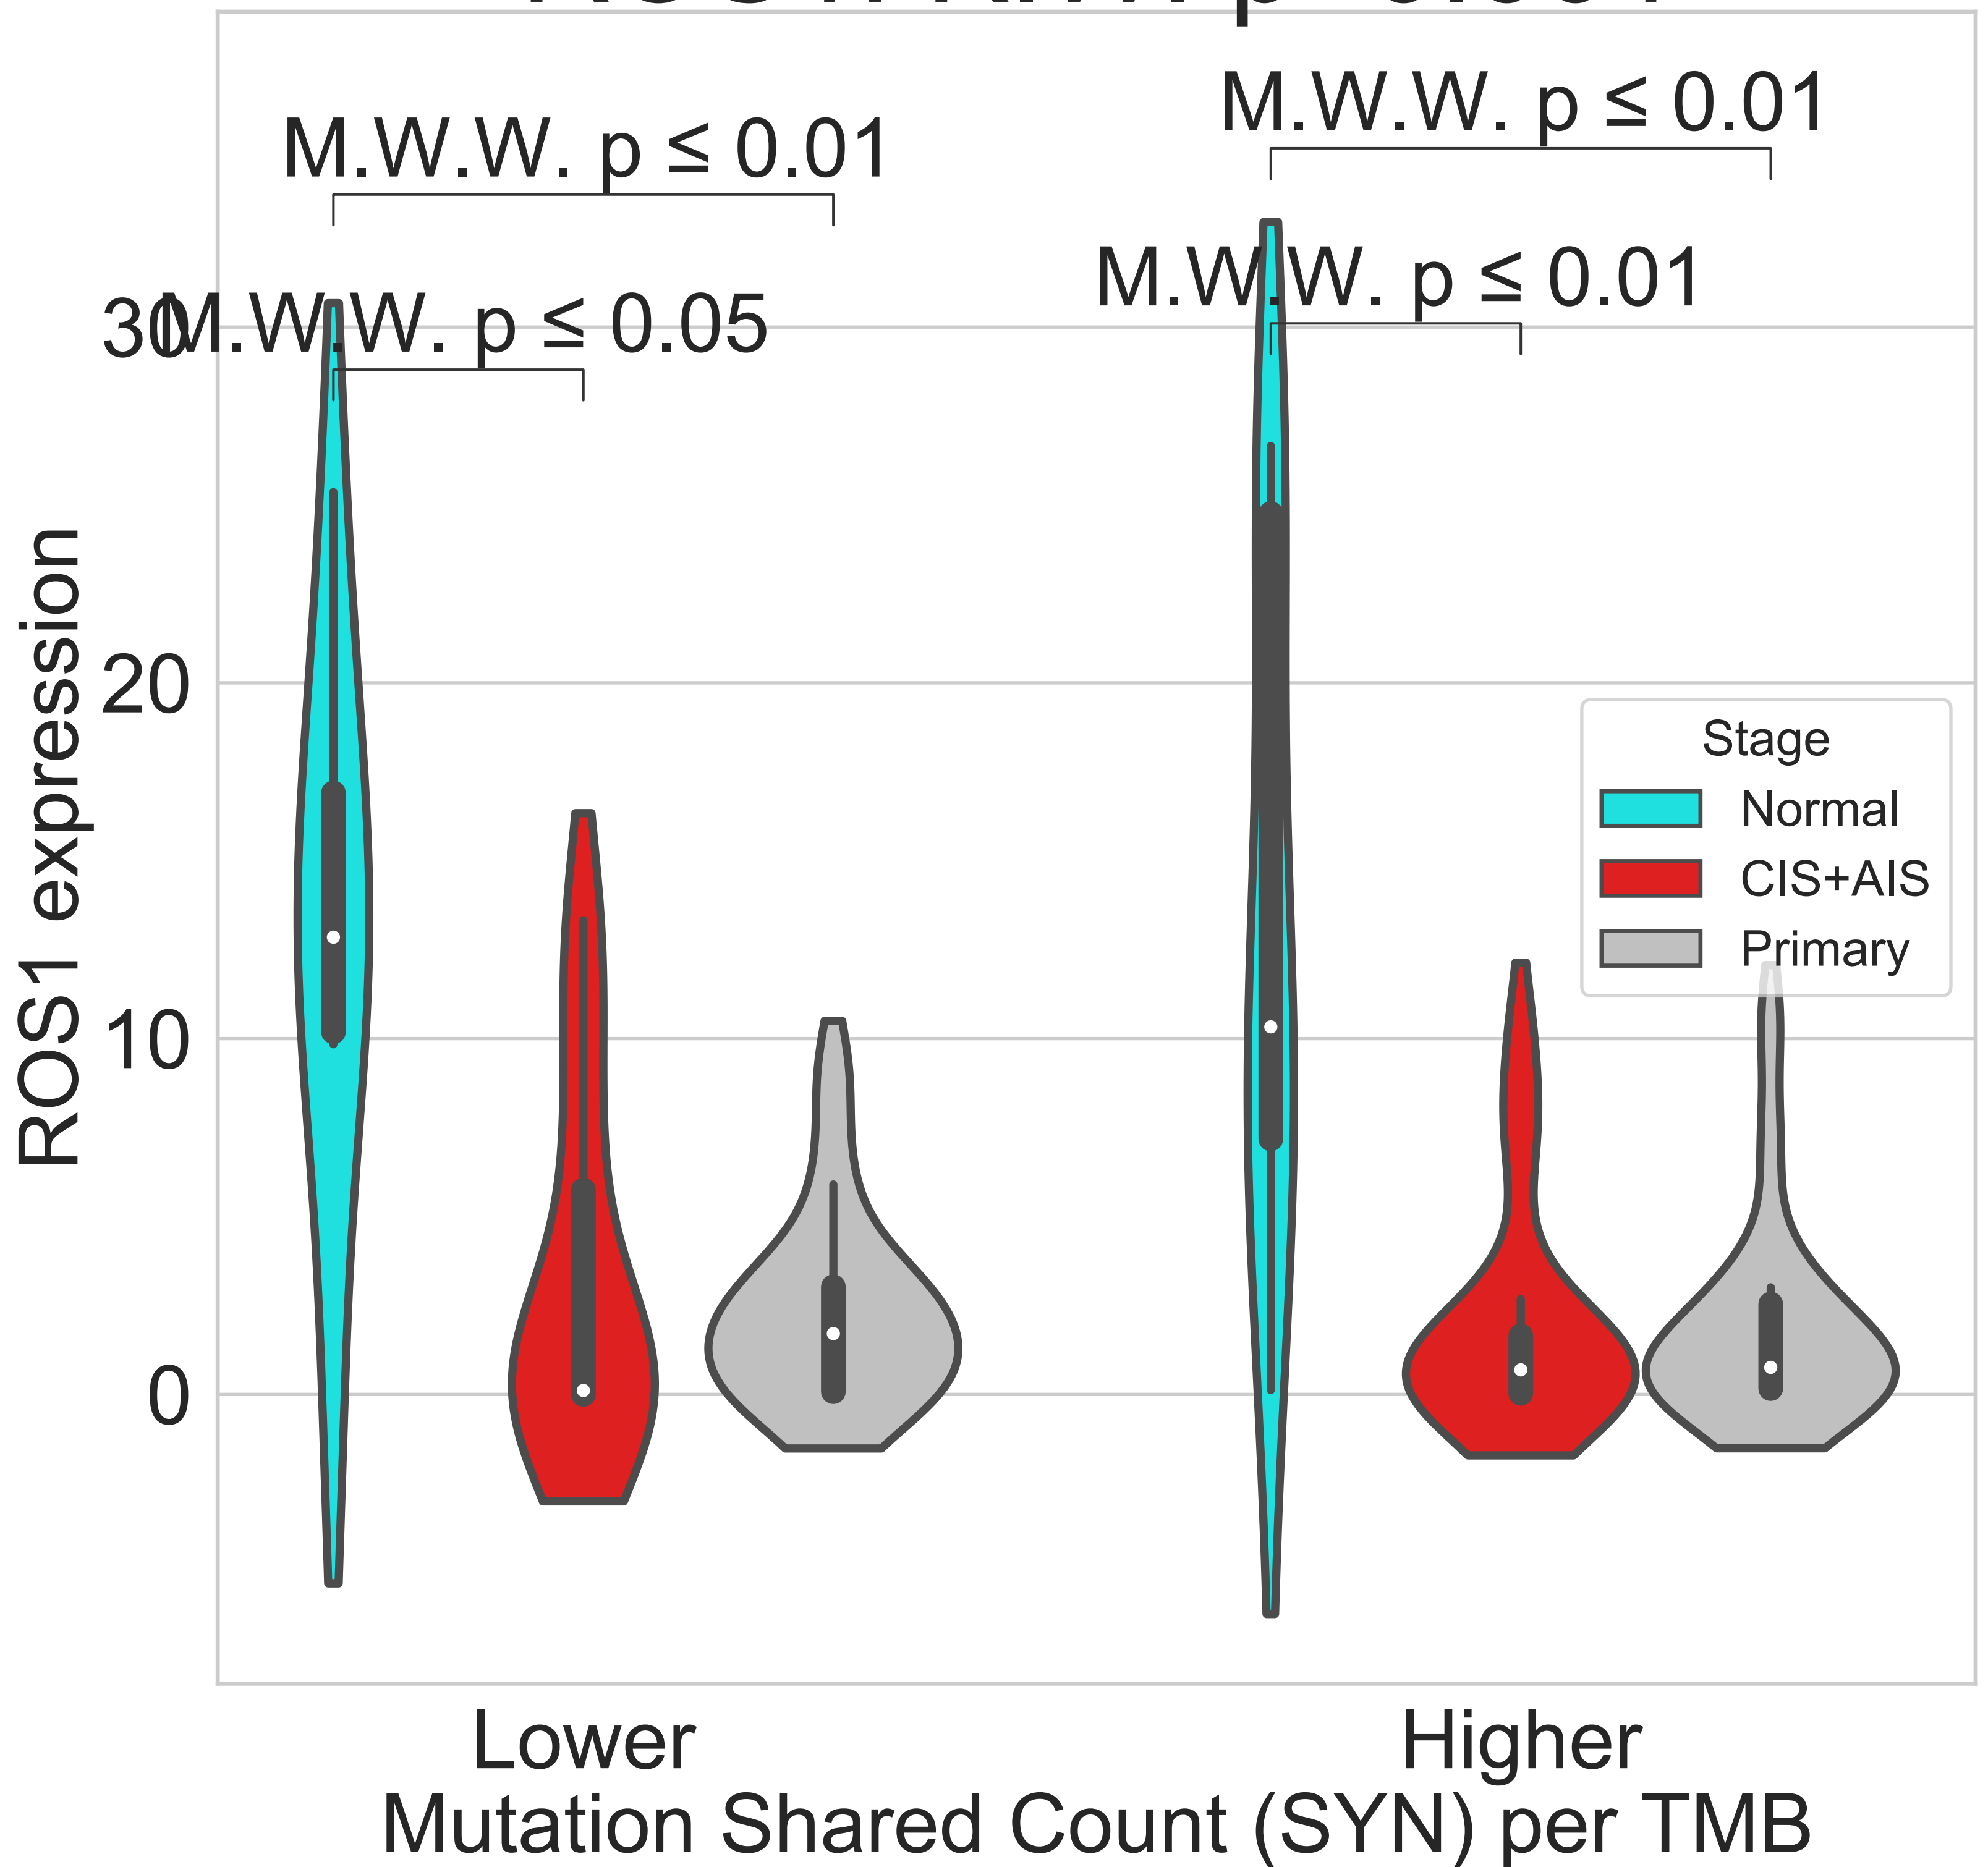 M.W.W. p ≤ 0.01
M.W.W. p ≤ 0.01
M.W.W. p ≤ 0.01
M.W.W. p ≤ 0.05
30
20
10
0
ROS1 expression
Stage
Normal
CIS+AIS
Primary
Lower
Higher
Mutation Shared Count (SYN) per TMB